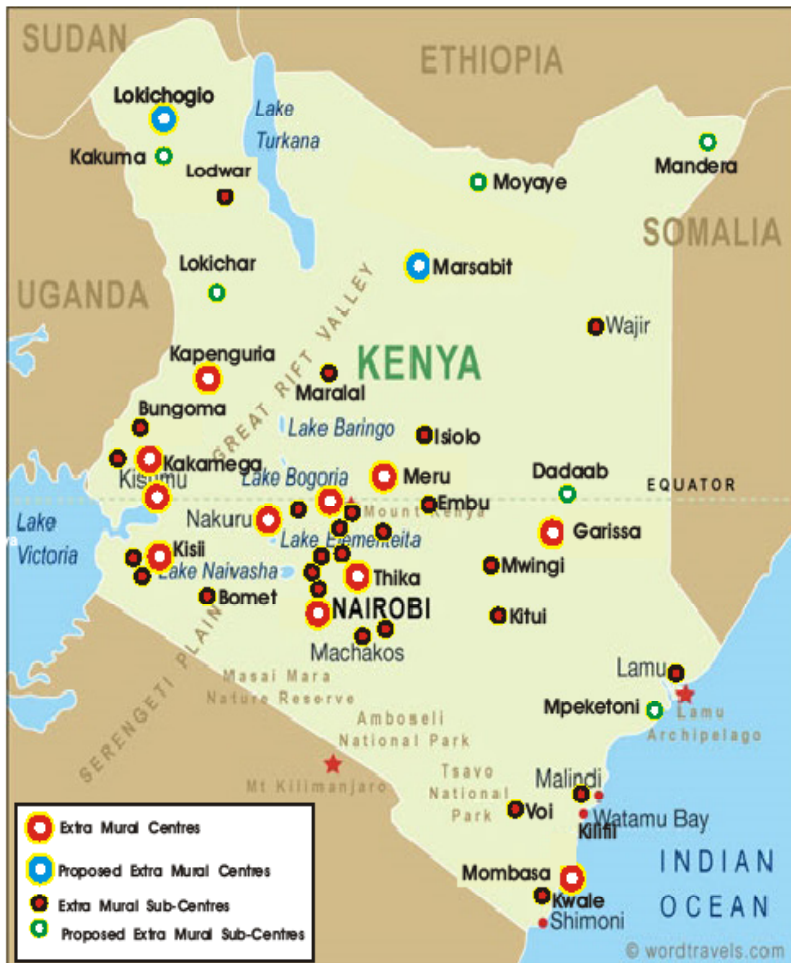 SUDAN
ETHIOPIA
Lokichogio
Lake
Turkana
Kakuma
Lodwar
Moyaye
Mandera
SOMALIA
Lokichar
Marsabit
UGANDA
GREAT RIFT VALLEY
Wajir
Kapenguria
KENYA
Maralal
Bungoma
Lake Baringo
Isiolo
Kakamega
Kisumu
Lake Bogoria
Meru
Dadaab
EQUATOR
Embu
Mount Kenya
Nakuru
Lake
Victoria
Lake Elementeita
Garissa
Kisii
Lake Naivasha
Thika
Mwingi
Bomet
NAIROBI
Kitui
Machakos
SERENGETI PLAIN
Masai Mara
Nature Reserve
Lamu
Mpeketoni
Lamu
Archipelago
Amboseli
National Park
Mt Kilimanjaro
Tsavo
National
Park
Malindi
Voi
Watamu Bay
Kilifil
Mombasa
Kwale
Shimoni
INDIAN
OCEAN
Extra Mural Centres
Proposed Extra Mural Centres
Extra Mural Sub-Centres
Proposed Extra Mural Sub-Centres
© wordtravels.com